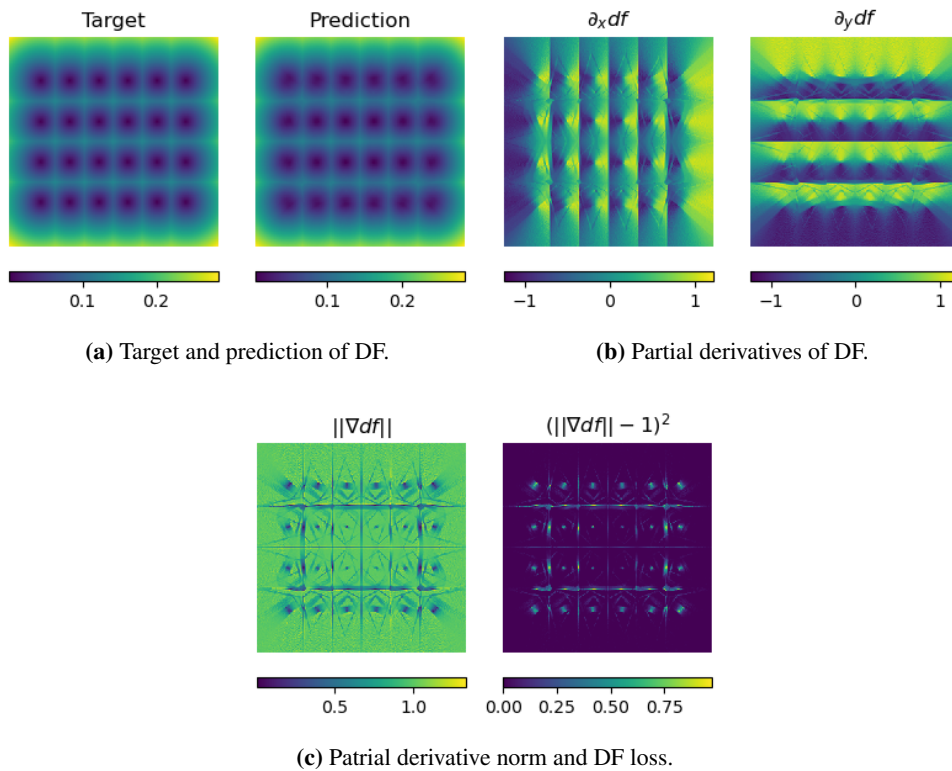 Target
Prediction
∂ₓdf
∂ᵧdf
0.1 0.2
0.1 0.2
−1 0 1
−1 0 1
(a) Target and prediction of DF.
(b) Partial derivatives of DF.
||∇df||
(||∇df|| − 1)²
0.5 1.0
0.00 0.25 0.50 0.75
(c) Patrial derivative norm and DF loss.